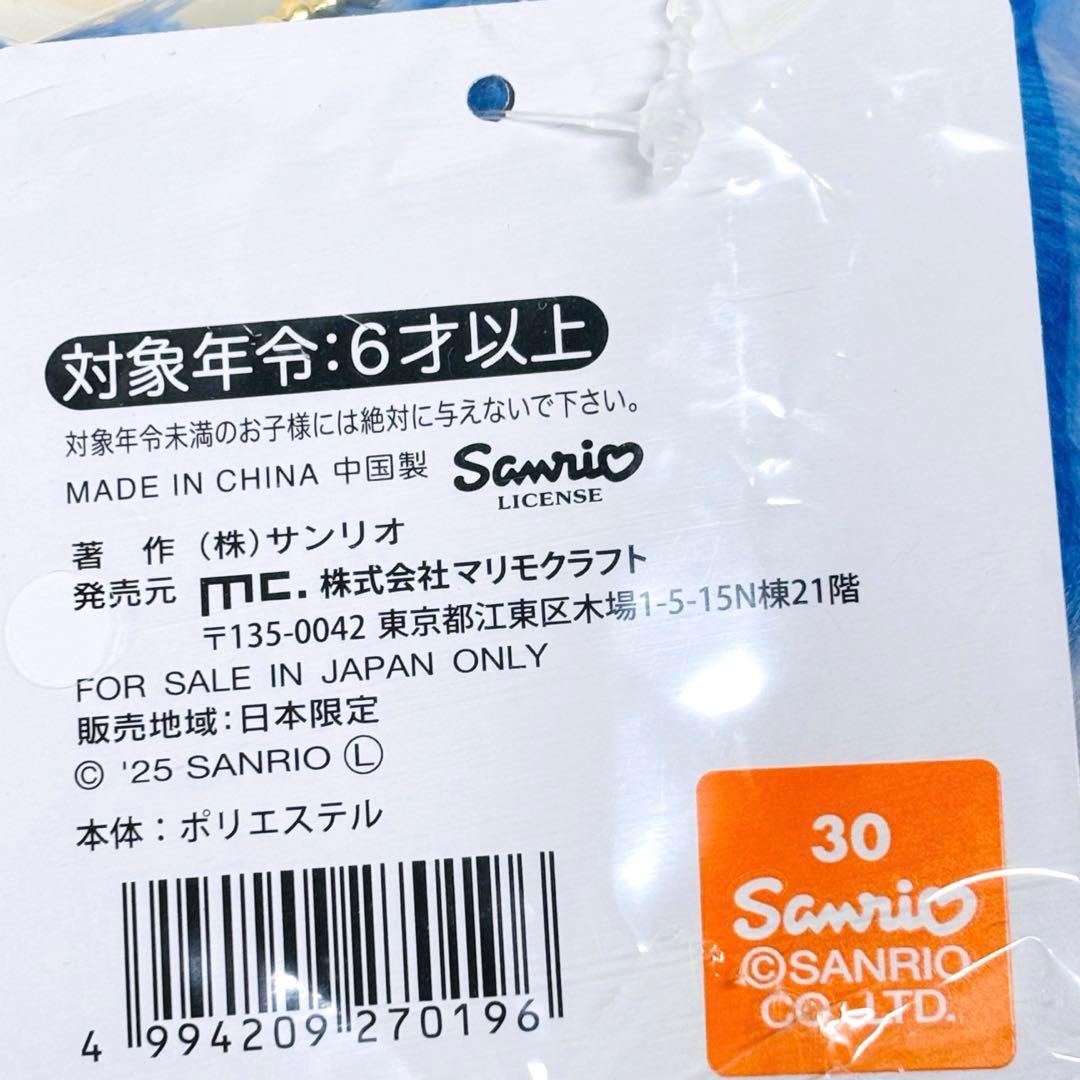 対象年令:6才以上
対象年令未満のお子様には絶対に与えないで下さい。
MADE IN CHINA 中国製 Sanrio
LICENSE
著 作 (株)サンリオ
発売元 mc. 株式会社マリモクラフト
〒135-0042 東京都江東区木場1-5-15N棟21階
FOR SALE IN JAPAN ONLY
販売地域:日本限定
© '25 SANRIO Ⓛ
本体:ポリエステル
4 994209 270196
30
Sanrio
©SANRIO
CO.,LTD.